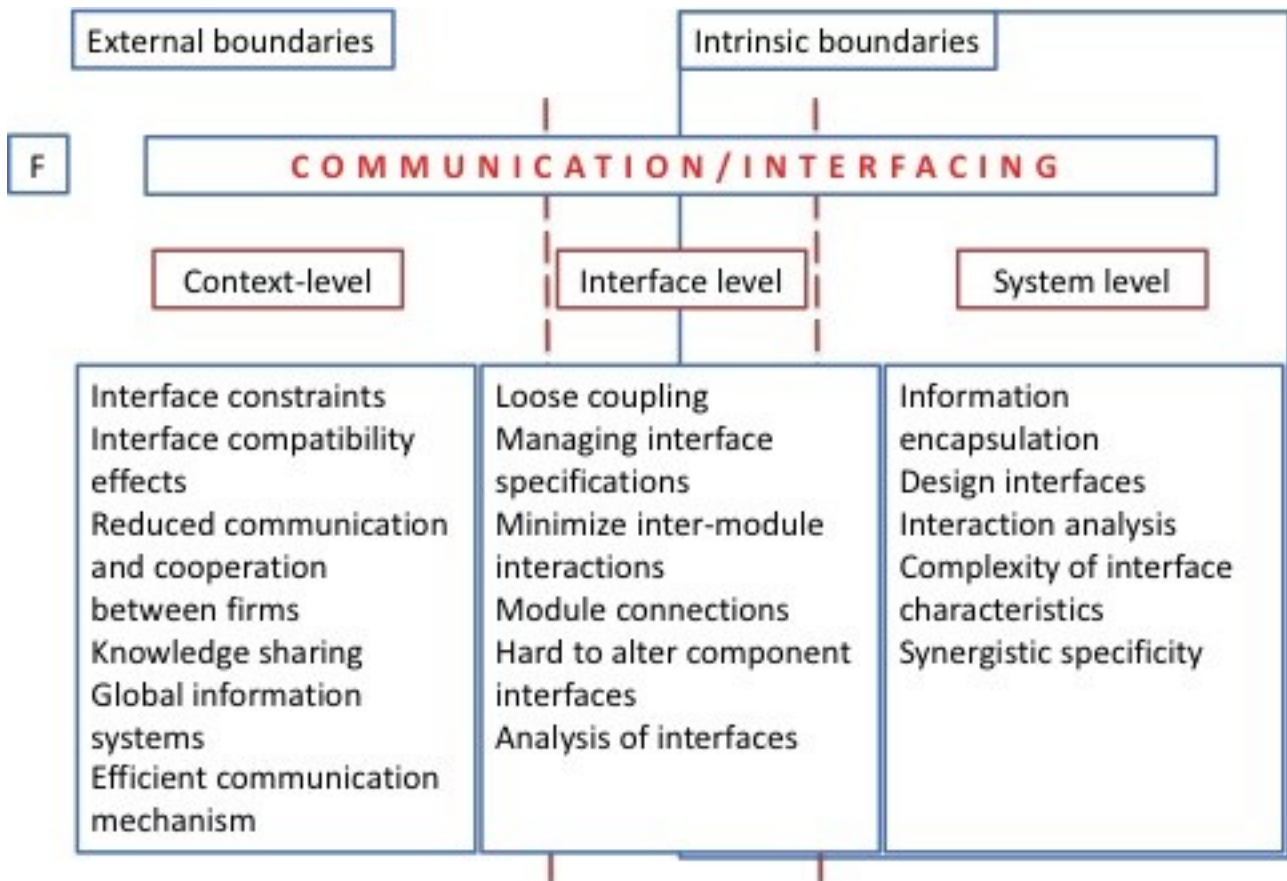 External boundaries
Intrinsic boundaries
F
COMMUNICATION/INTERFACING
Context-level
Interface level
System level
Interface constraints
Interface compatibility
effects
Reduced communication
and cooperation
between firms
Knowledge sharing
Global information
systems
Efficient communication
mechanism
Loose coupling
Managing interface
specifications
Minimize inter-module
interactions
Module connections
Hard to alter component
interfaces
Analysis of interfaces
Information
encapsulation
Design interfaces
Interaction analysis
Complexity of interface
characteristics
Synergistic specificity